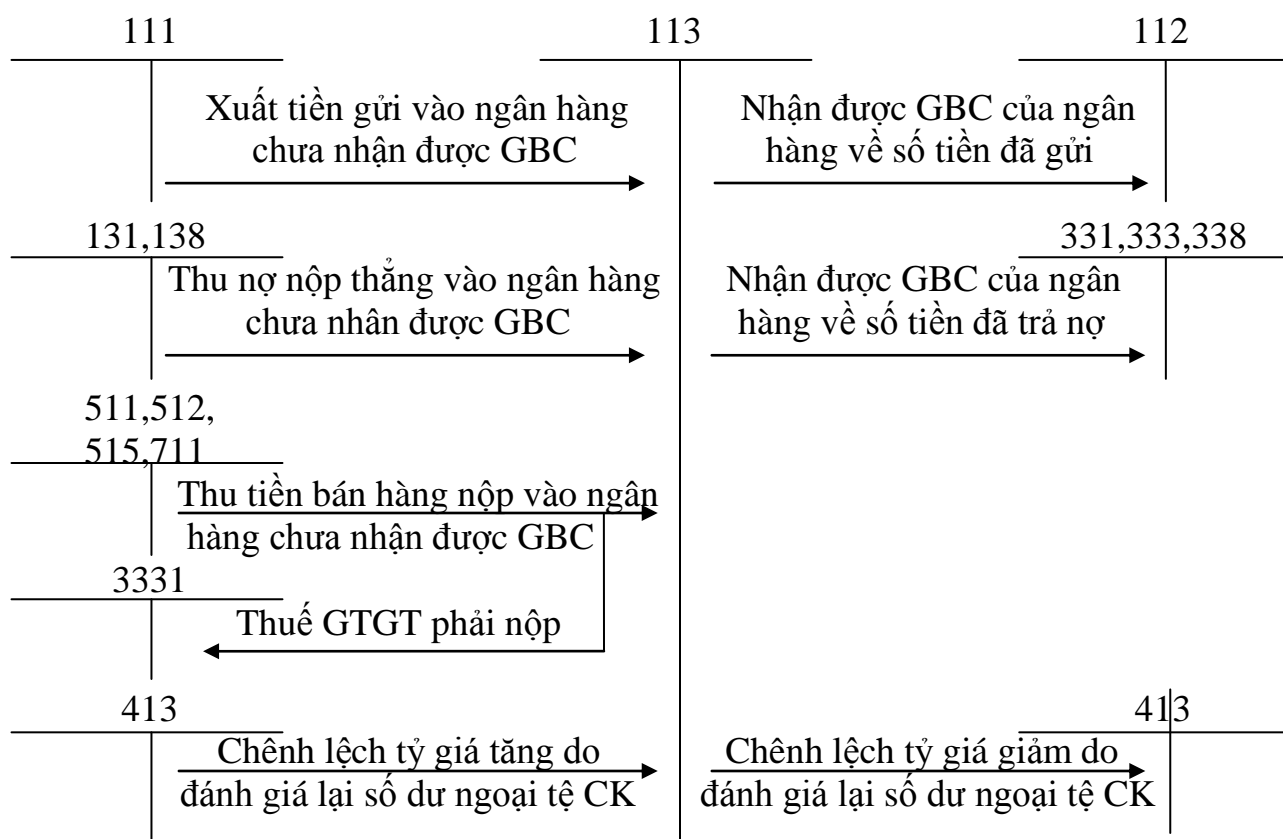 111
113
112
Xuất tiền gửi vào ngân hàng
chưa nhận được GBC
Nhận được GBC của ngân
hàng về số tiền đã gửi
131,138
331,333,338
Thu nợ nộp thẳng vào ngân hàng
chưa nhân được GBC
Nhận được GBC của ngân
hàng về số tiền đã trả nợ
511,512,
515,711
Thu tiền bán hàng nộp vào ngân
hàng chưa nhận được GBC
3331
Thuế GTGT phải nộp
413
413
Chênh lệch tỷ giá tăng do
đánh giá lại số dư ngoại tệ CK
Chênh lệch tỷ giá giảm do
đánh giá lại số dư ngoại tệ CK